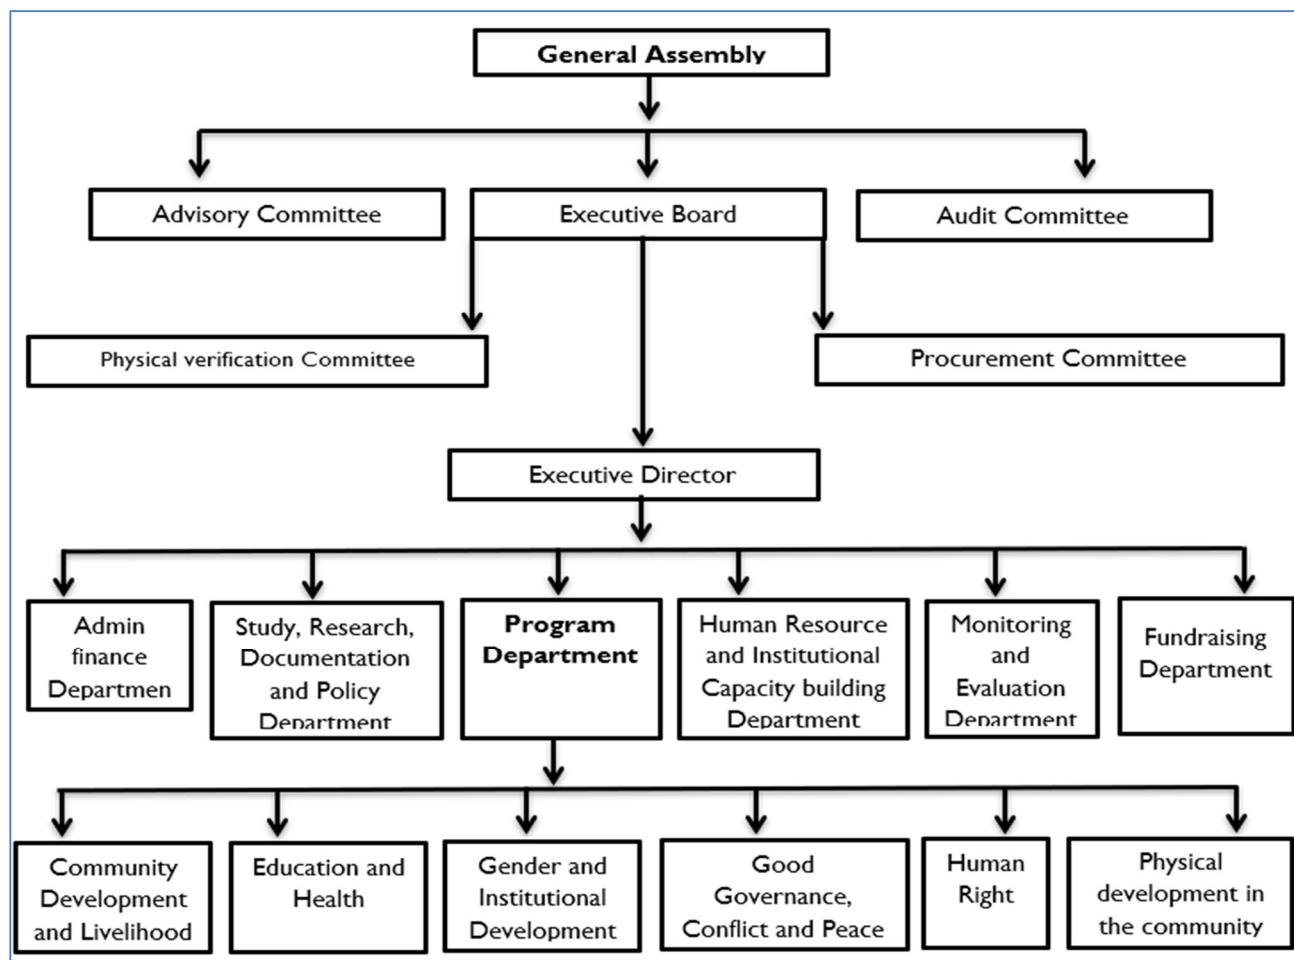 General Assembly
Advisory Committee
Executive Board
Audit Committee
Physical verification Committee
Procurement Committee
Executive Director
Admin
finance
Departmen
Study, Research,
Documentation
and Policy
Department
Program
Department
Human Resource
and Institutional
Capacity building
Department
Monitoring
and
Evaluation
Department
Fundraising
Department
Community
Development
and Livelihood
Education and
Health
Gender and
Institutional
Development
Good
Governance,
Conflict and Peace
Human
Right
Physical
development in
the community